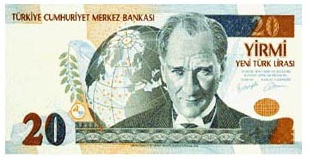 TÜRKİYE CUMHURİYET MERKEZ BANKASI
20
YİRMİ
YENİ TÜRK LİRASI
20